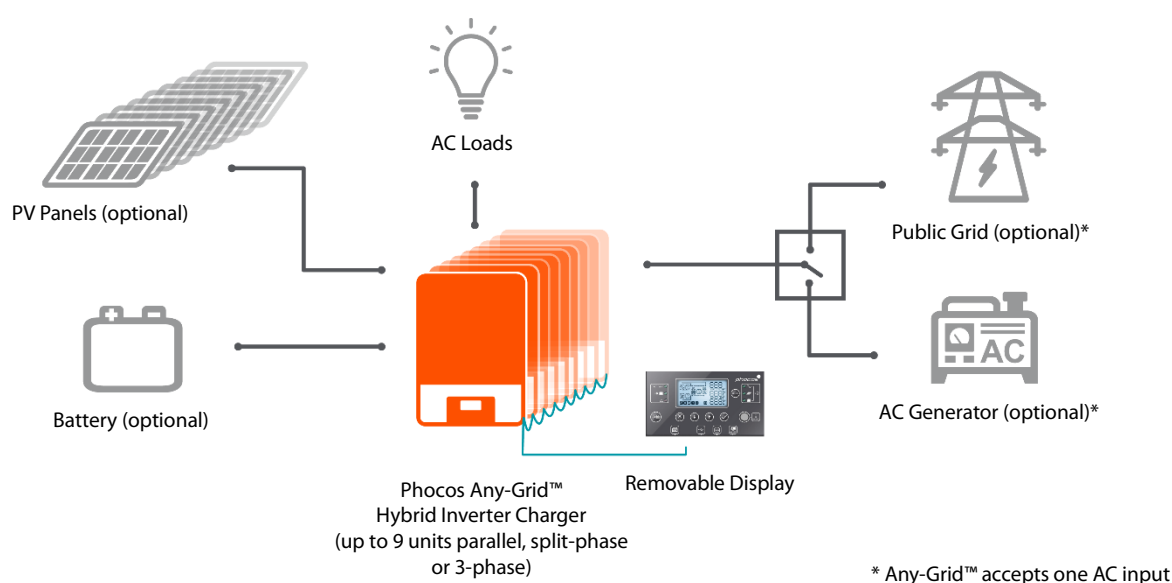 AC Loads
PV Panels (optional)
Public Grid (optional)*
AC
Battery (optional)
AC Generator (optional)*
phocos
Removable Display
Phocos Any-Grid™
Hybrid Inverter Charger
(up to 9 units parallel, split-phase
or 3-phase)
* Any-Grid™ accepts one AC input